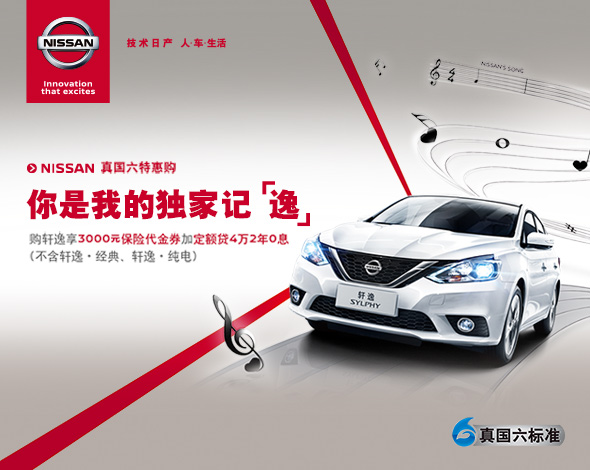 NISSAN
Innovation
that excites
技术日产 人·车·生活
NISSAN'S SONG
NISSAN 真国六特惠购
你是我的独家记「逸」
购轩逸享3000元保险代金券加定额贷4万2年0息
（不含轩逸·经典、轩逸·纯电）
轩逸
SYLPHY
真国六标准